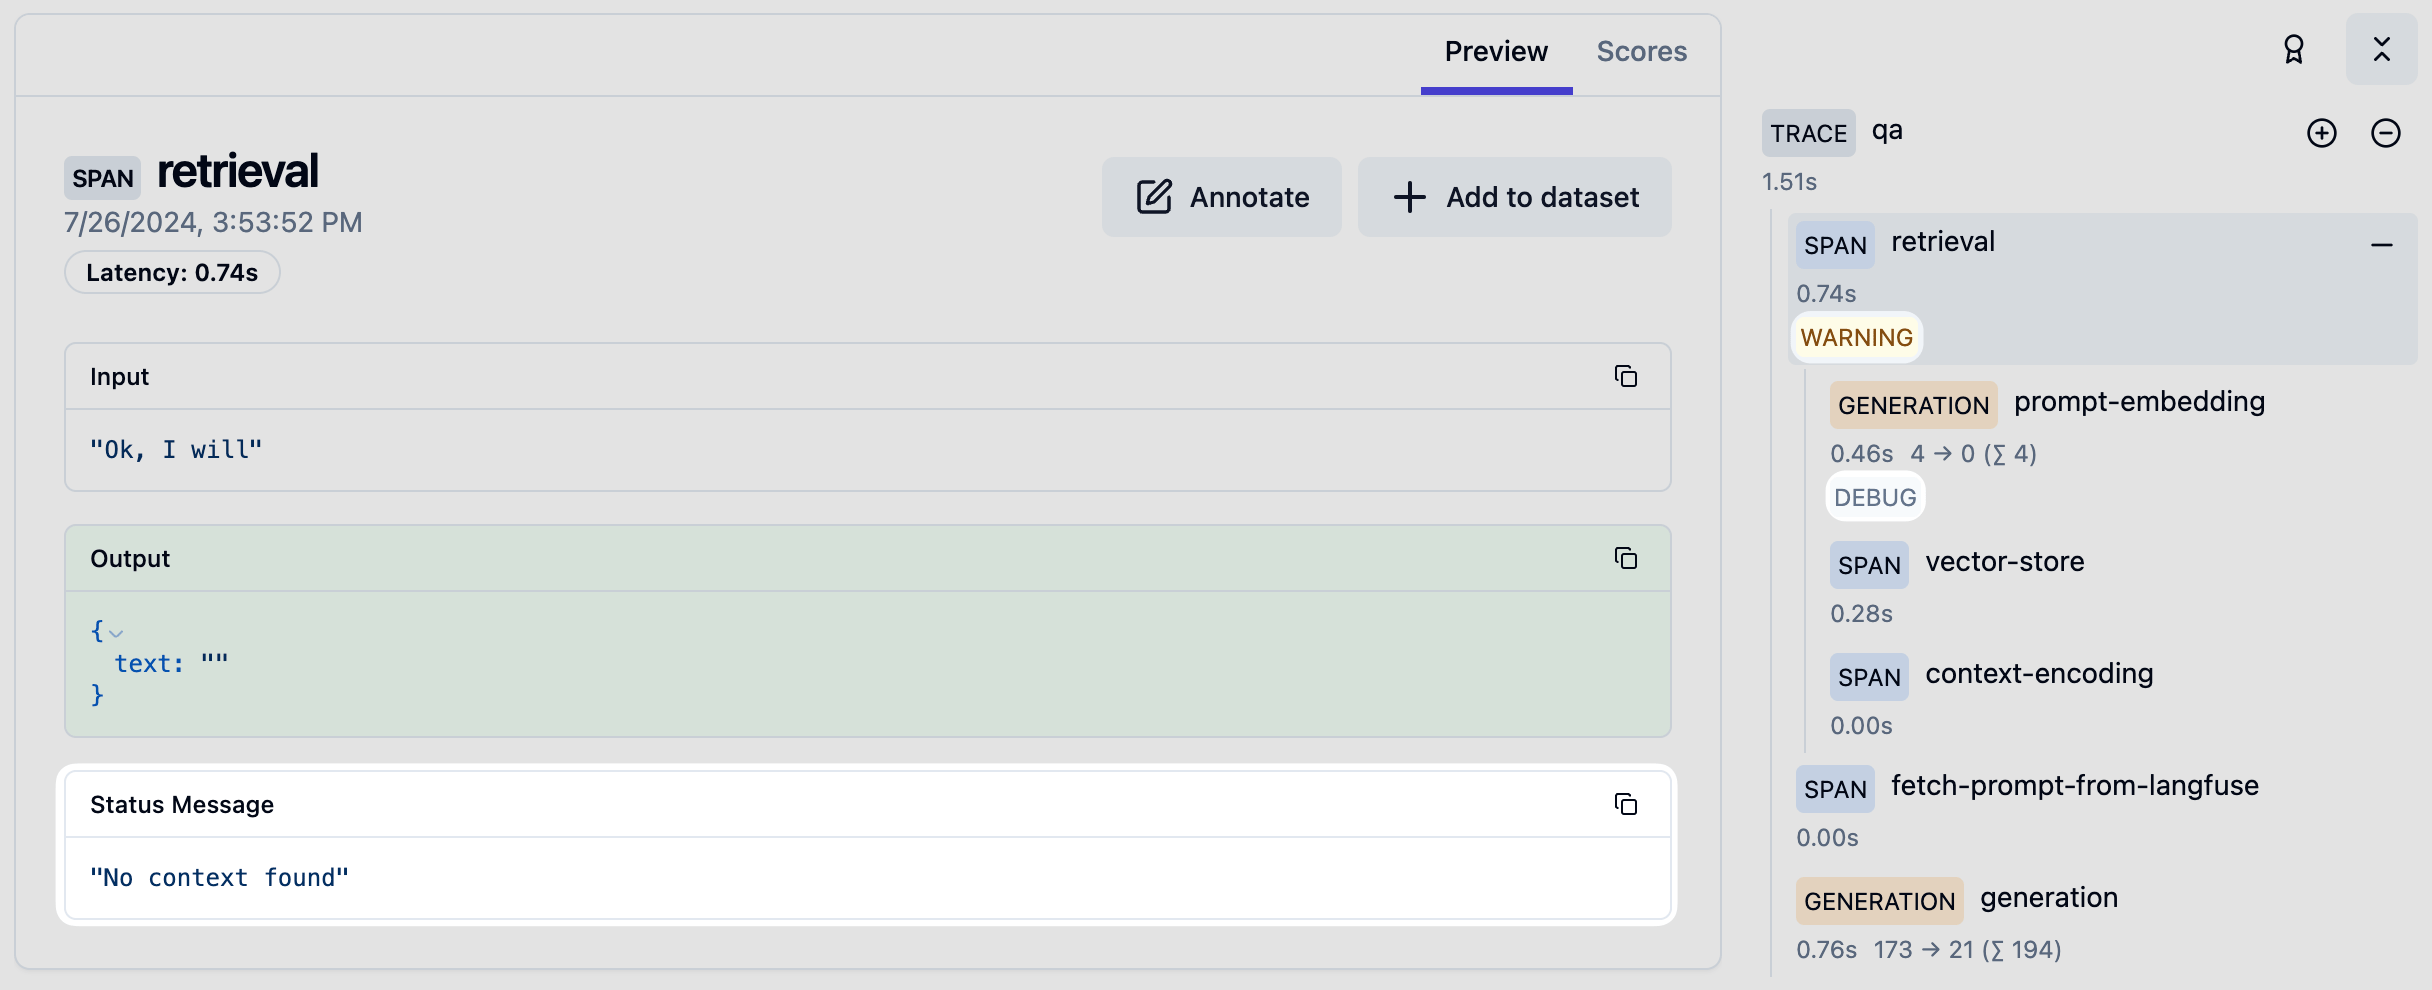 Preview Scores
SPAN retrieval
7/26/2024, 3:53:52 PM
Latency: 0.74s
Annotate
Add to dataset
Input
"Ok, I will"
Output
{
text: ""
}
Status Message
"No context found"
TRACE qa
1.51s
SPAN retrieval
0.74s
WARNING
GENERATION prompt-embedding
0.46s 4 → 0 (∑ 4)
DEBUG
SPAN vector-store
0.28s
SPAN context-encoding
0.00s
SPAN fetch-prompt-from-langfuse
0.00s
GENERATION generation
0.76s 173 → 21 (∑ 194)